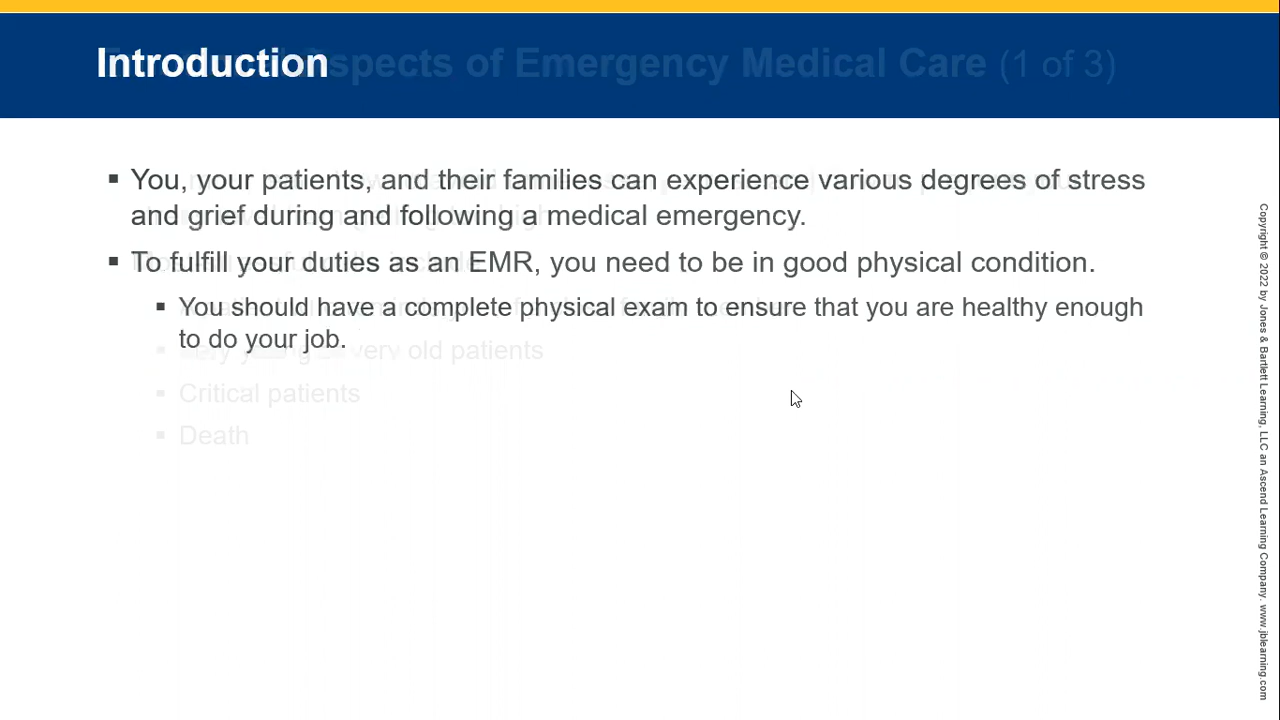 Introduction
Aspects of Emergency Medical Care (1 of 3)
▪ You, your patients, and their families can experience various degrees of stress
and grief during and following a medical emergency.
▪ To fulfill your duties as an EMR, you need to be in good physical condition.
▪ You should have a complete physical exam to ensure that you are healthy enough
to do your job.
very old patients
▪ Critical patients
▪ Death
Copyright © 2022 by Jones & Bartlett Learning, LLC an Ascend Learning Company. www.jblearning.com